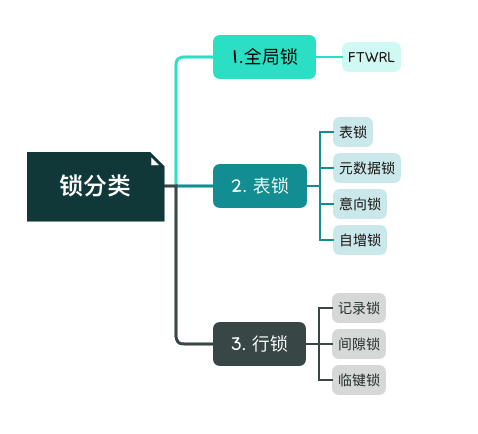 锁分类
1.全局锁
FTWRL
2. 表锁
表锁
元数据锁
意向锁
自增锁
3. 行锁
记录锁
间隙锁
临键锁